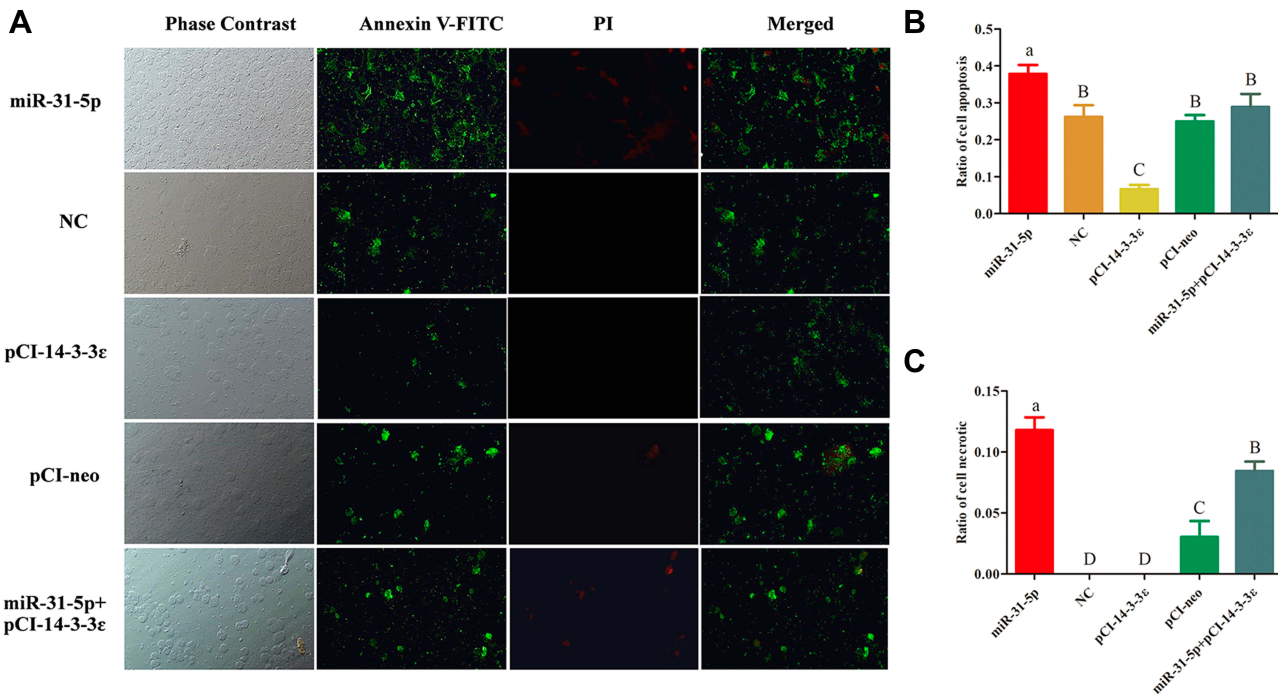 A
Phase Contrast
Annexin V-FITC
PI
Merged
miR-31-5p
NC
pCI-14-3-3ε
pCI-neo
miR-31-5p+
pCI-14-3-3ε
B
Ratio of cell apoptosis
0.5
0.4
0.3
0.2
0.1
0.0
a
B
C
B
B
miR-31-5p
NC
pCI-14-3-3ε
pCI-neo
miR-31-5p+pCI-14-3-3ε
C
Ratio of cell necrotic
0.15
0.10
0.05
0.00
a
D
D
C
B
miR-31-5p
NC
pCI-14-3-3ε
pCI-neo
miR-31-5p+pCI-14-3-3ε